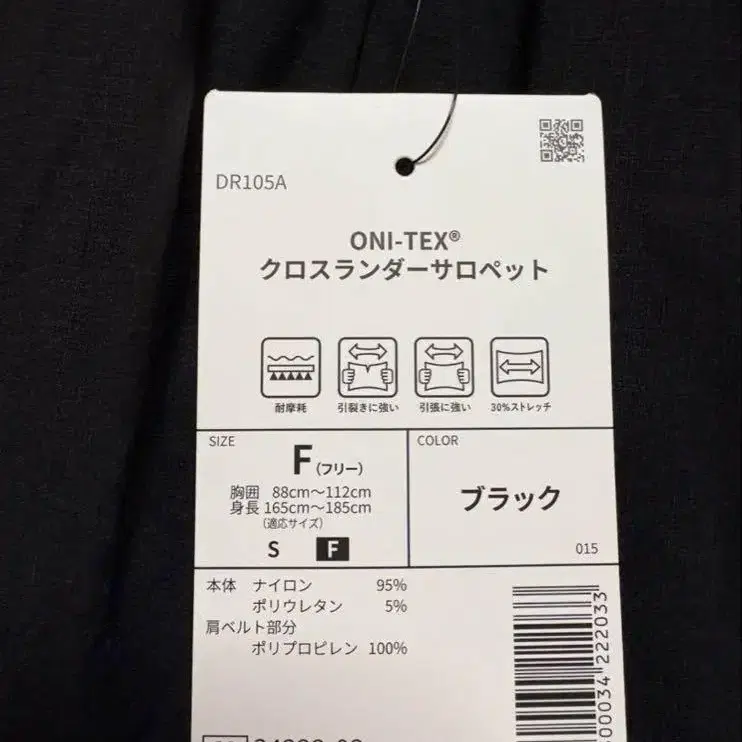 DR105A
ONI-TEX®
クロスランダーサロペット
耐摩耗
引裂きに強い
引張に強い
30%ストレッチ
SIZE
F(フリー)
胸囲 88cm〜112cm
身長 165cm〜185cm
(適応サイズ)
S F
COLOR
ブラック
015
本体 ナイロン 95%
ポリウレタン 5%
肩ベルト部分
ポリプロピレン 100%
00034 222033